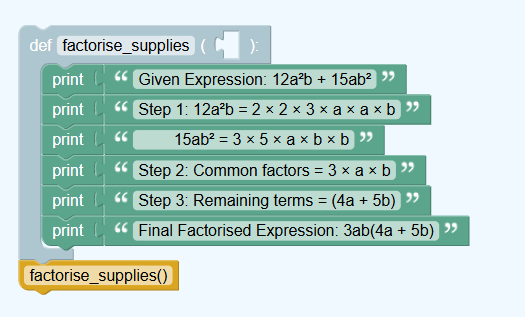 def factorise_supplies ( ):
print “ Given Expression: 12a²b + 15ab² ”
print “ Step 1: 12a²b = 2 × 2 × 3 × a × a × b ”
print “ 15ab² = 3 × 5 × a × b × b ”
print “ Step 2: Common factors = 3 × a × b ”
print “ Step 3: Remaining terms = (4a + 5b) ”
print “ Final Factorised Expression: 3ab(4a + 5b) ”
factorise_supplies()